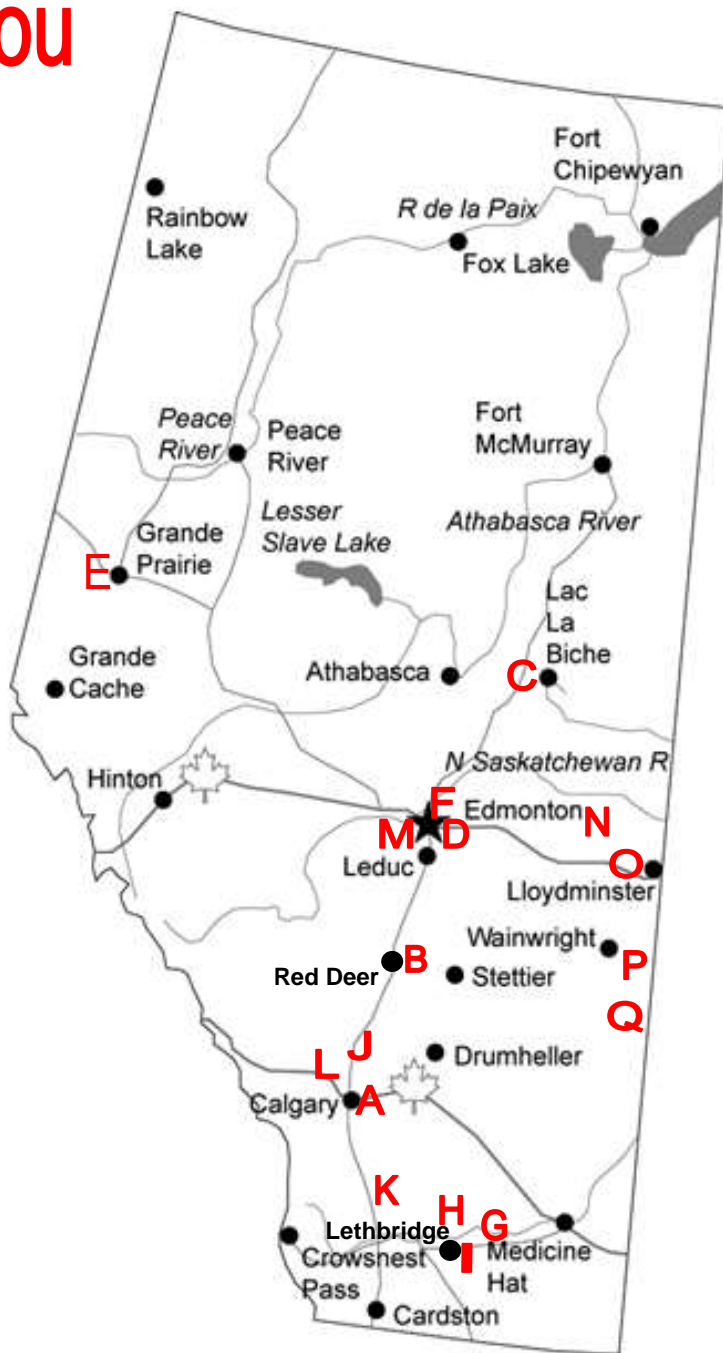 ou
Fort
Chipewyan
Rainbow
Lake
R de la Paix
Fox Lake
Peace
River
Peace
River
Fort
McMurray
Lesser
Slave Lake
Athabasca River
E
Grande
Prairie
Lac
La
Biche
Grande
Cache
Athabasca
C
N Saskatchewan R
Hinton
F
Edmonton
N
M
D
Leduc
O
Lloydminster
Wainwright
P
Red Deer
B
Stettler
Q
J
L
Drumheller
Calgary
A
K
H
G
Lethbridge
I
Crowsnest
Pass
Medicine
Hat
Cardston